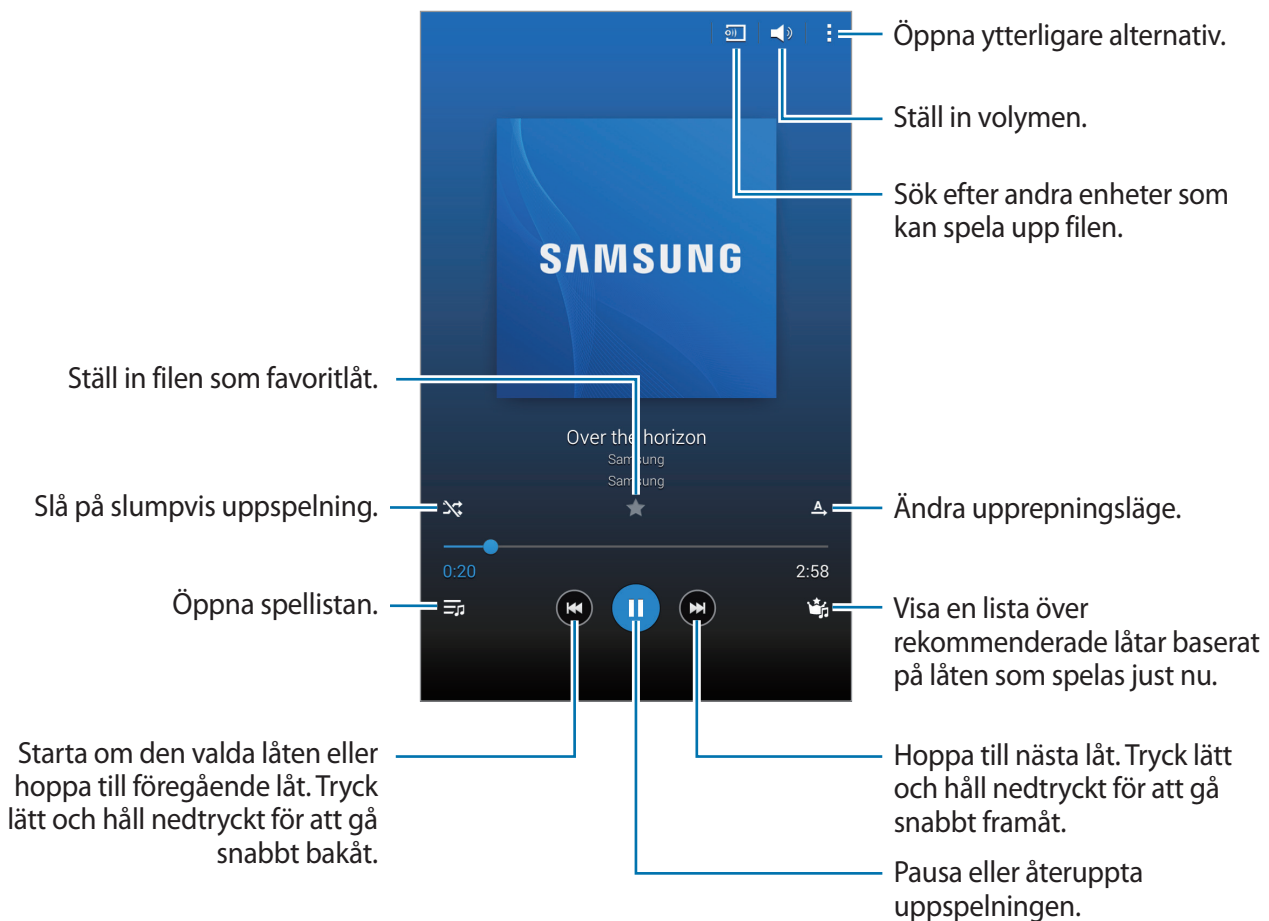 Öppna ytterligare alternativ.
Ställ in volymen.
Sök efter andra enheter som
kan spela upp filen.
SAMSUNG
Ställ in filen som favoritlåt.
Over the horizon
Samsung
Samsung
Slå på slumpvis uppspelning.
A
Ändra upprepningsläge.
0:20
2:58
Öppna spellistan.
Visa en lista över
rekommenderade låtar baserat
på låten som spelas just nu.
Starta om den valda låten eller
hoppa till föregående låt. Tryck
lätt och håll nedtryckt för att gå
snabbt bakåt.
Hoppa till nästa låt. Tryck lätt
och håll nedtryckt för att gå
snabbt framåt.
Pausa eller återuppta
uppspelningen.